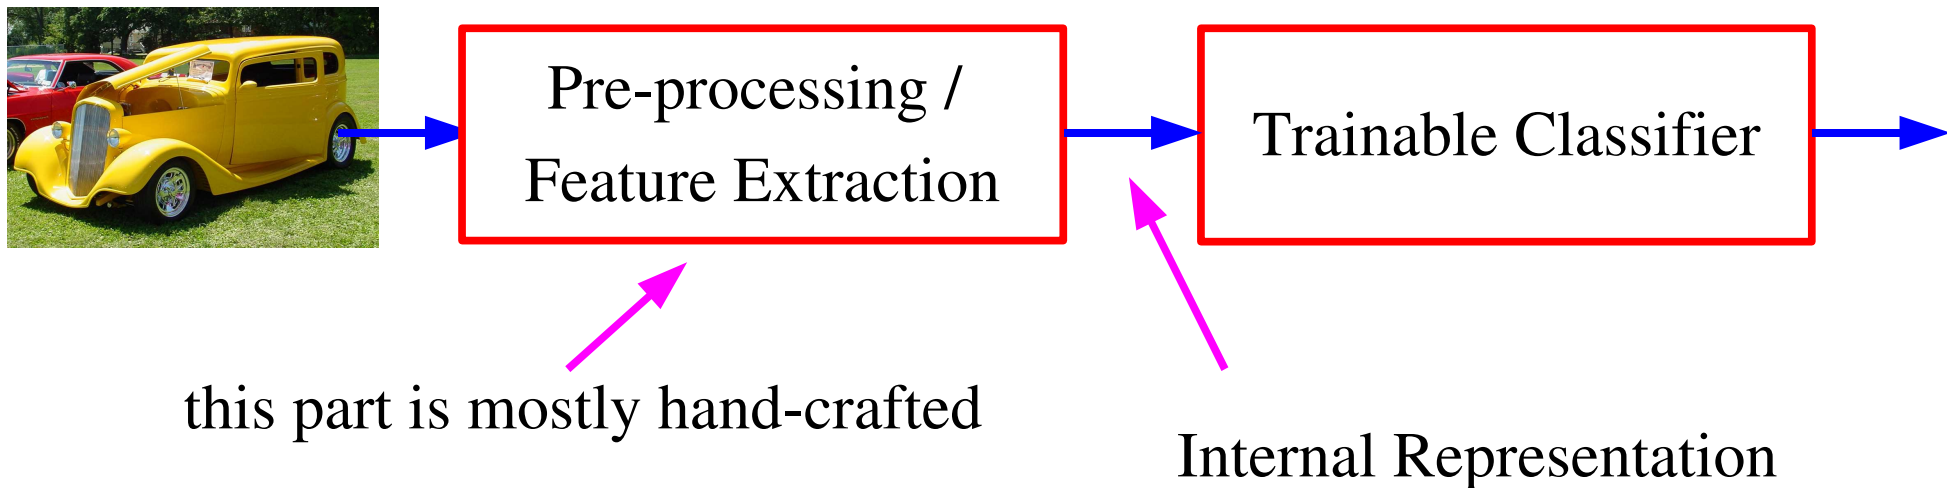 Pre-processing /
Feature Extraction
Trainable Classifier
this part is mostly hand-crafted
Internal Representation